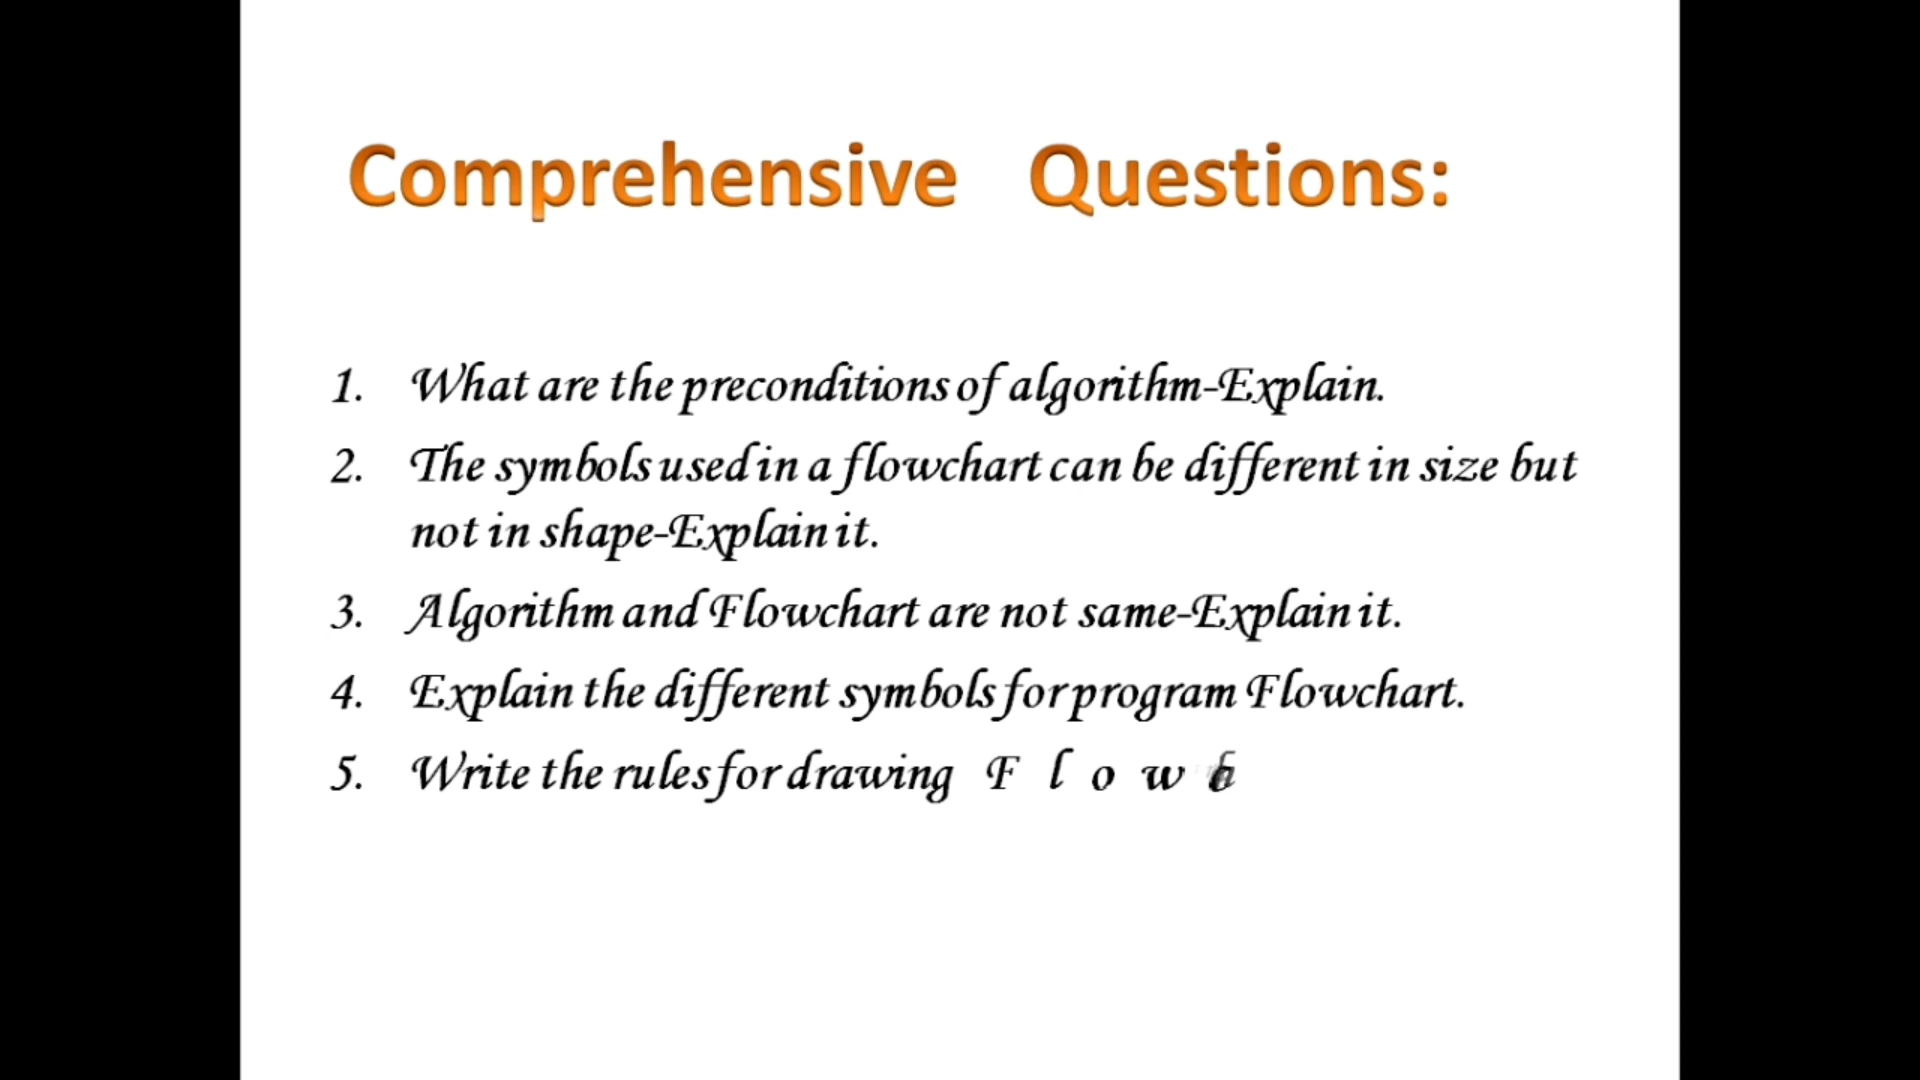 Comprehensive Questions:
1. What are the preconditions of algorithm-Explain.
2. The symbols used in a flowchart can be different in size but
not in shape-Explain it.
3. Algorithm and Flowchart are not same-Explain it.
4. Explain the different symbols for program Flowchart.
5. Write the rules for drawing F l o w